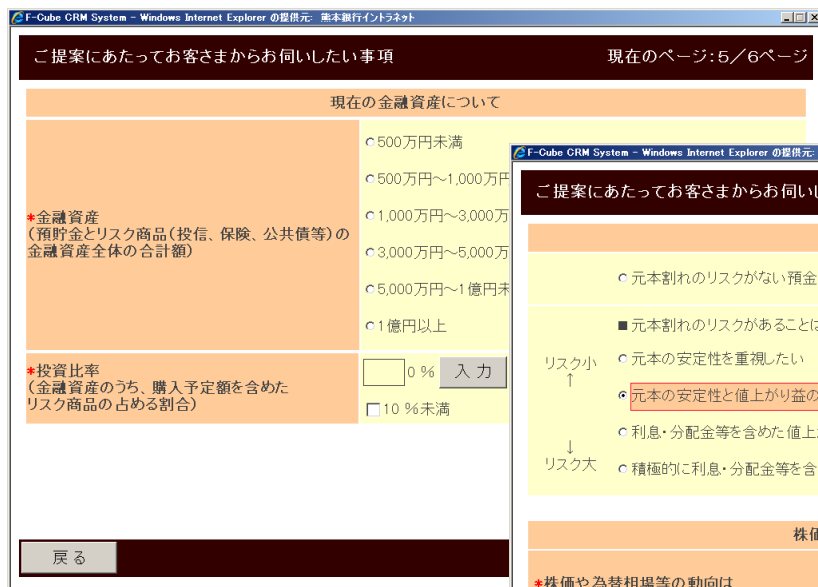 F-Cube CRM System - Windows Internet Explorer の提供元: 熊本銀行イントラネット
ご提案にあたってお客さまからお伺いしたい事項
現在のページ:5/6ページ
現在の金融資産について
*金融資産
(預貯金とリスク商品(投信、保険、公共債等)の
金融資産全体の合計額)
500万円未満
500万円～1,000万円
1,000万円～3,000万
3,000万円～5,000万
5,000万円～1億円未
1億円以上
*投資比率
(金融資産のうち、購入予定額を含めた
リスク商品の占める割合)
0 % 入力
10 %未満
戻る
F-Cube CRM System - Windows Internet Explorer の提供元:
ご提案にあたってお客さまからお伺いし
元本割れのリスクがない預金
■元本割れのリスクがあることは
リスク小
↑
↓
リスク大
元本の安定性を重視したい
元本の安定性と値上がり益の
利息・分配金等を含めた値上
積極的に利息・分配金等を含
株価
*株価や為替相場等の動向は